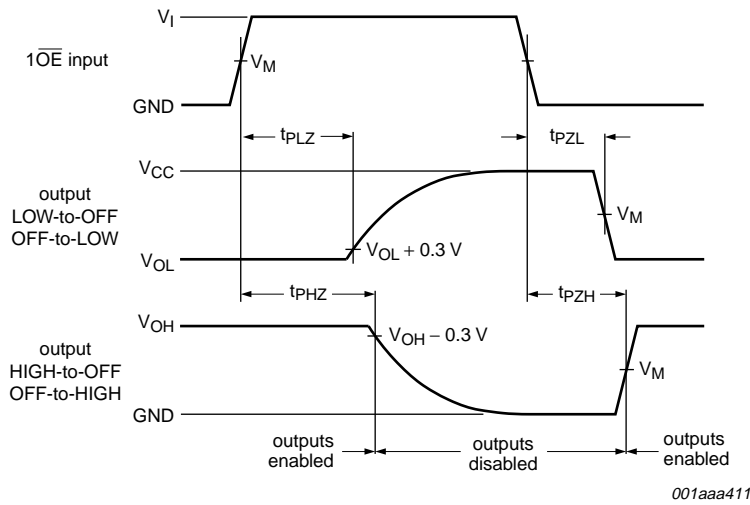 V_I
1O̅E̅ input
V_M
GND
t_PLZ
t_PZL
V_CC
output
LOW-to-OFF
OFF-to-LOW
V_M
V_OL + 0.3 V
V_OL
t_PHZ
t_PZH
V_OH
V_OH − 0.3 V
output
HIGH-to-OFF
OFF-to-HIGH
V_M
GND
outputs
enabled
outputs
disabled
outputs
enabled
001aaa411